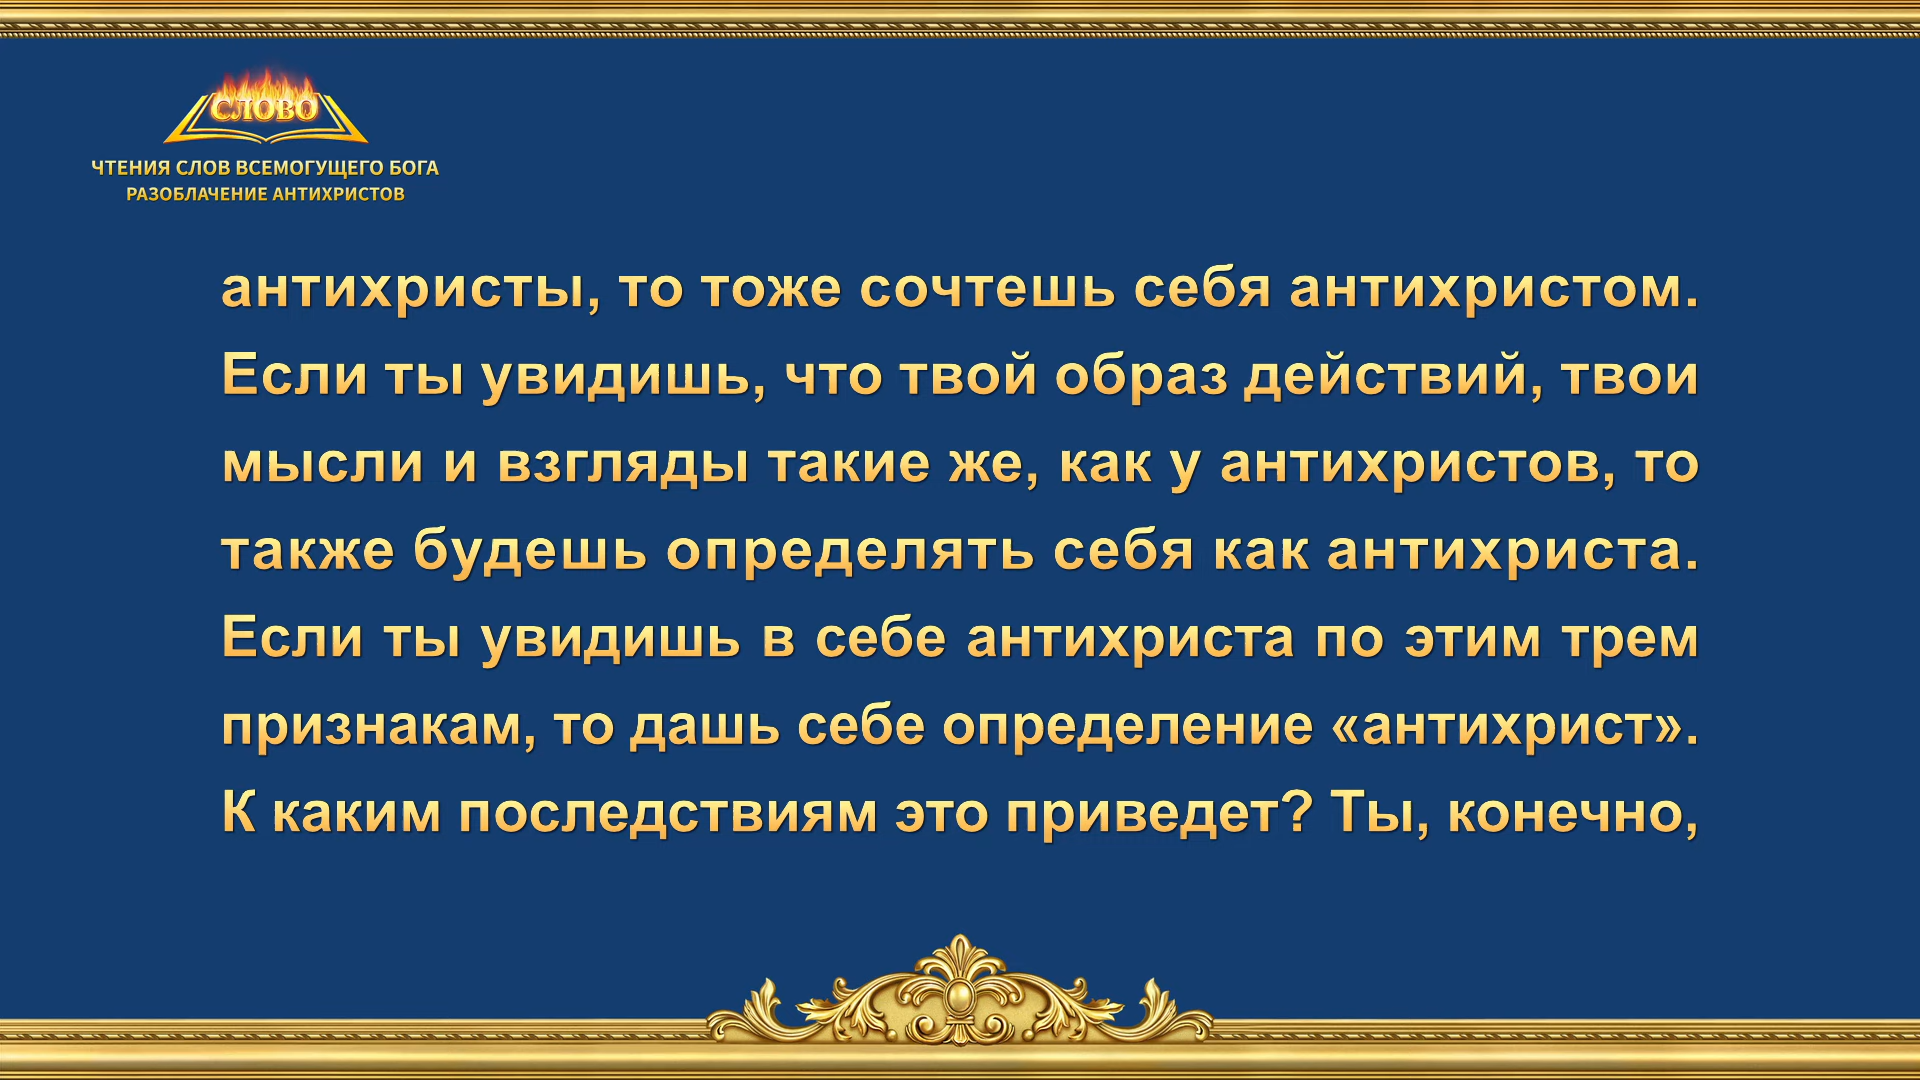 СЛОВО
ЧТЕНИЯ СЛОВ ВСЕМОГУЩЕГО БОГА
РАЗОБЛАЧЕНИЕ АНТИХРИСТОВ
антихристы, то тоже сочтешь себя антихристом.
Если ты увидишь, что твой образ действий, твои
мысли и взгляды такие же, как у антихристов, то
также будешь определять себя как антихриста.
Если ты увидишь в себе антихриста по этим трем
признакам, то дашь себе определение «антихрист».
К каким последствиям это приведет? Ты, конечно,